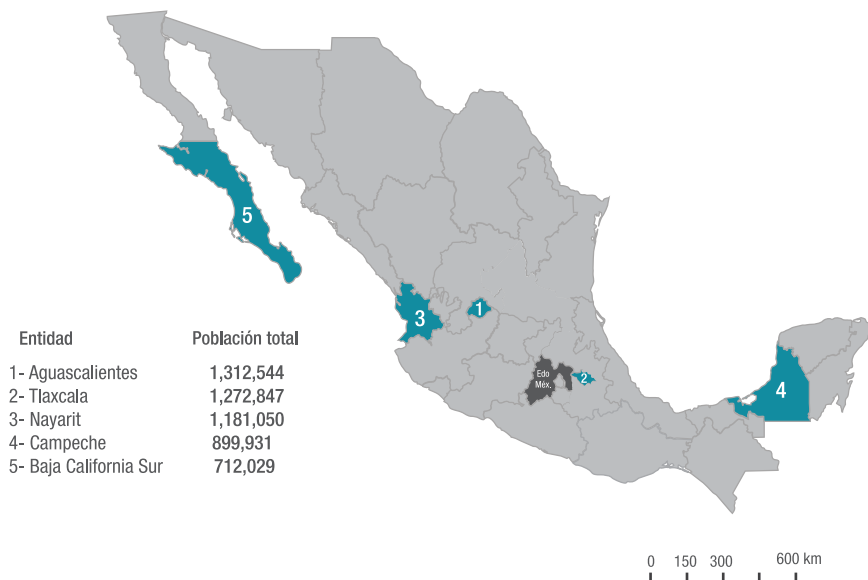 5
3
1
Edo
Méx.
2
4
Entidad Población total
1- Aguascalientes 1,312,544
2- Tlaxcala 1,272,847
3- Nayarit 1,181,050
4- Campeche 899,931
5- Baja California Sur 712,029
0 150 300 600 km